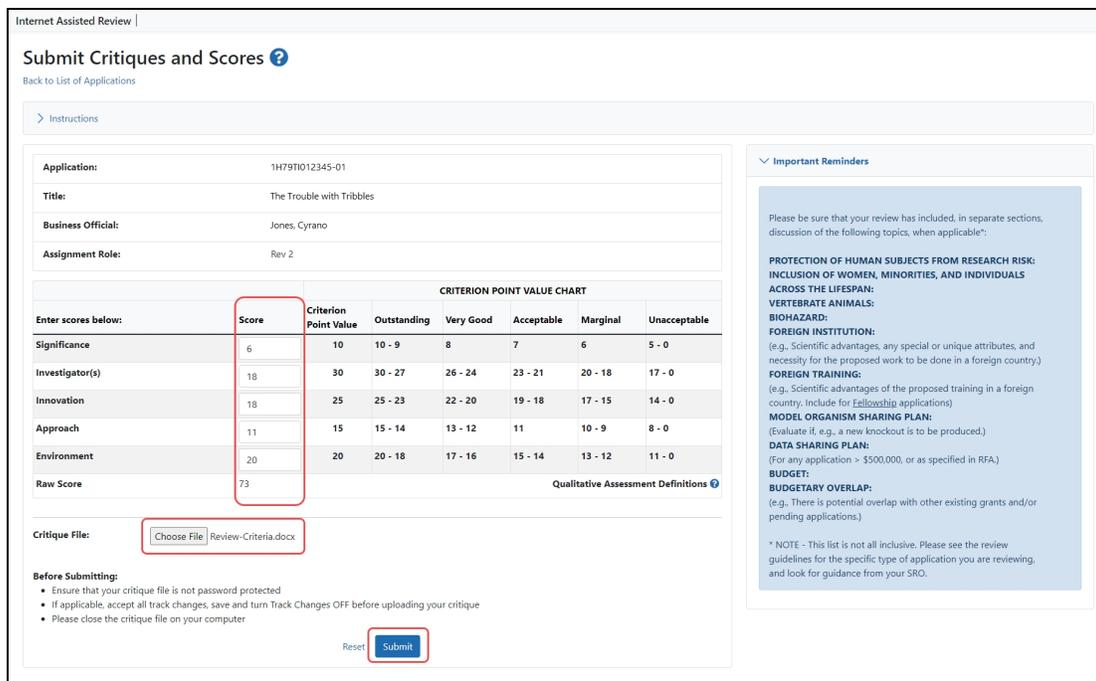 Internet Assisted Review
Submit Critiques and Scores ?
Back to List of Applications
Instructions
Application: 1H79TI012345-01
Title: The Trouble with Tribbles
Business Official: Jones, Cyrano
Assignment Role: Rev 2
CRITERION POINT VALUE CHART
Enter scores below: Score Criterion Point Value Outstanding Very Good Acceptable Marginal Unacceptable
Significance 6 10 10 - 9 8 7 6 5 - 0
Investigator(s) 18 30 30 - 27 26 - 24 23 - 21 20 - 18 17 - 0
Innovation 18 25 25 - 23 22 - 20 19 - 18 17 - 15 14 - 0
Approach 11 15 15 - 14 13 - 12 11 10 - 9 8 - 0
Environment 20 20 20 - 18 17 - 16 15 - 14 13 - 12 11 - 0
Raw Score 73 Qualitative Assessment Definitions ?
Critique File: Choose File Review-Criteria.docx
Before Submitting:
• Ensure that your critique file is not password protected
• If applicable, accept all track changes, save and turn Track Changes OFF before uploading your critique
• Please close the critique file on your computer
Reset Submit
Important Reminders
Please be sure that your review has included, in separate sections,
discussion of the following topics, when applicable*:
PROTECTION OF HUMAN SUBJECTS FROM RESEARCH RISK:
INCLUSION OF WOMEN, MINORITIES, AND INDIVIDUALS
ACROSS THE LIFESPAN:
VERTEBRATE ANIMALS:
BIOHAZARD:
FOREIGN INSTITUTION:
(e.g., Scientific advantages, any special or unique attributes, and
necessity for the proposed work to be done in a foreign country.)
FOREIGN TRAINING:
(e.g., Scientific advantages of the proposed training in a foreign
country. Include for Fellowship applications)
MODEL ORGANISM SHARING PLAN:
(Evaluate if, e.g., a new knockout is to be produced.)
DATA SHARING PLAN:
(For any application > $500,000, or as specified in RFA.)
BUDGET:
BUDGETARY OVERLAP:
(e.g., There is potential overlap with other existing grants and/or
pending applications.)
* NOTE - This list is not all inclusive. Please see the review
guidelines for the specific type of application you are reviewing,
and look for guidance from your SRO.